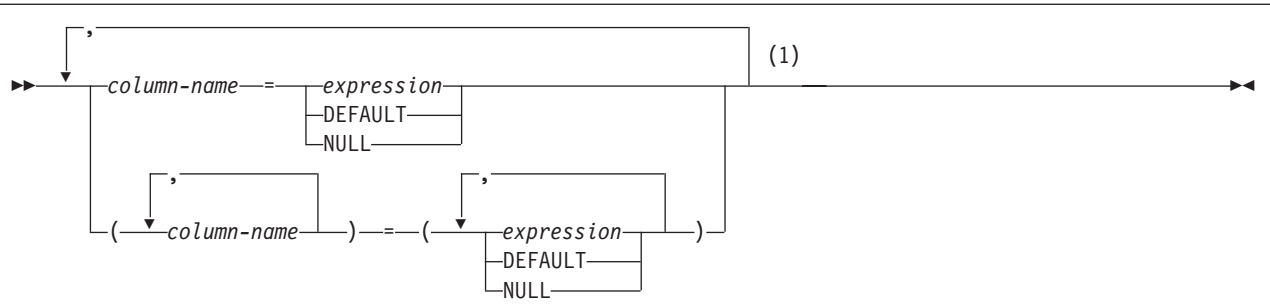 ,
(1)
column-name = expression
DEFAULT
NULL
, ,
( column-name ) = ( expression )
DEFAULT
NULL